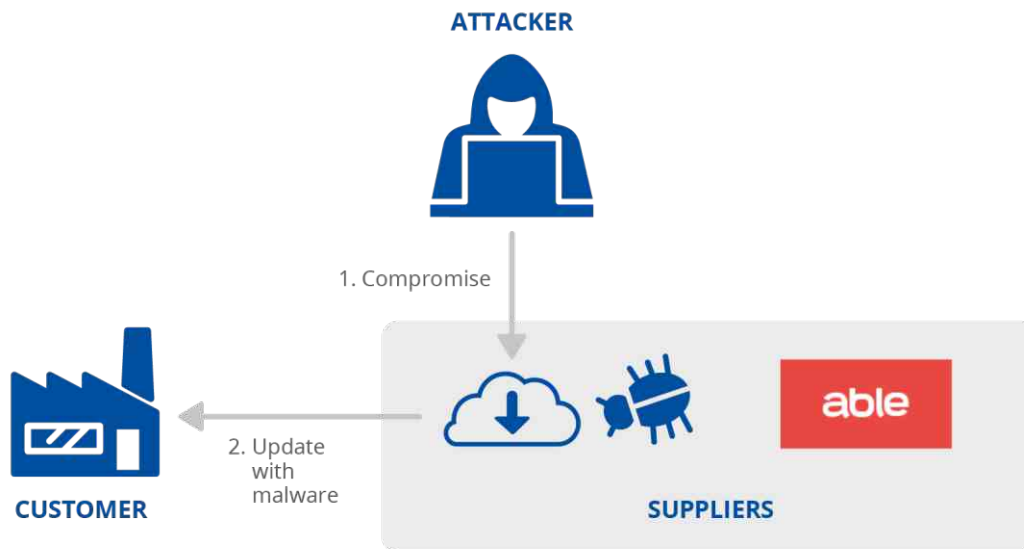 ATTACKER
1. Compromise
able
2. Update
with
malware
CUSTOMER
SUPPLIERS